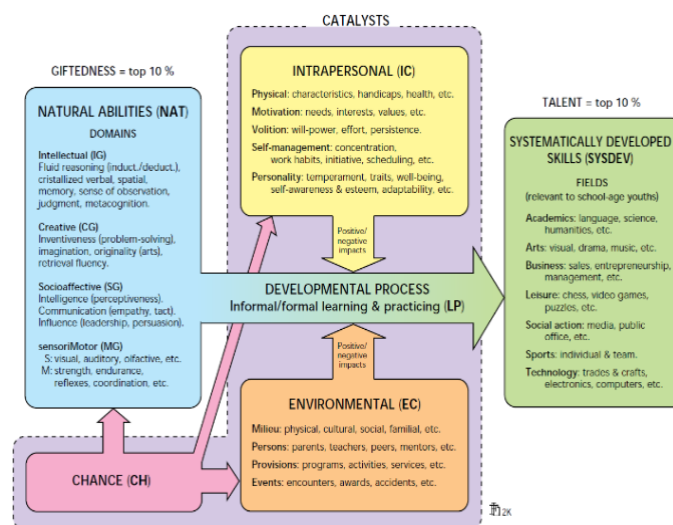 CATALYSTS
GIFTEDNESS = top 10 %
NATURAL ABILITIES (NAT)
DOMAINS
Intellectual (IG)
Fluid reasoning (induct./deduct.),
cristallized verbal, spatial,
memory, sense of observation,
judgment, metacognition.
Creative (CG)
Inventiveness (problem-solving),
imagination, originality (arts),
retrieval fluency.
Socioaffective (SG)
Intelligence (perceptiveness).
Communication (empathy, tact).
Influence (leadership, persuasion).
sensoriMotor (MG)
S: visual, auditory, olfactive, etc.
M: strength, endurance,
reflexes, coordination, etc.
INTRAPERSONAL (IC)
Physical: characteristics, handicaps, health, etc.
Motivation: needs, interests, values, etc.
Volition: will-power, effort, persistence.
Self-management: concentration,
work habits, initiative, scheduling, etc.
Personality: temperament, traits, well-being,
self-awareness & esteem, adaptability, etc.
Positive/
negative
impacts
DEVELOPMENTAL PROCESS
Informal/formal learning & practicing (LP)
Positive/
negative
impacts
ENVIRONMENTAL (EC)
Milieu: physical, cultural, social, familial, etc.
Persons: parents, teachers, peers, mentors, etc.
Provisions: programs, activities, services, etc.
Events: encounters, awards, accidents, etc.
CHANCE (CH)
TALENT = top 10 %
SYSTEMATICALLY DEVELOPED
SKILLS (SYSDEV)
FIELDS
(relevant to school-age youths)
Academics: language, science,
humanities, etc.
Arts: visual, drama, music, etc.
Business: sales, entrepreneurship,
management, etc.
Leisure: chess, video games,
puzzles, etc.
Social action: media, public
office, etc.
Sports: individual & team.
Technology: trades & crafts,
electronics, computers, etc.
2K